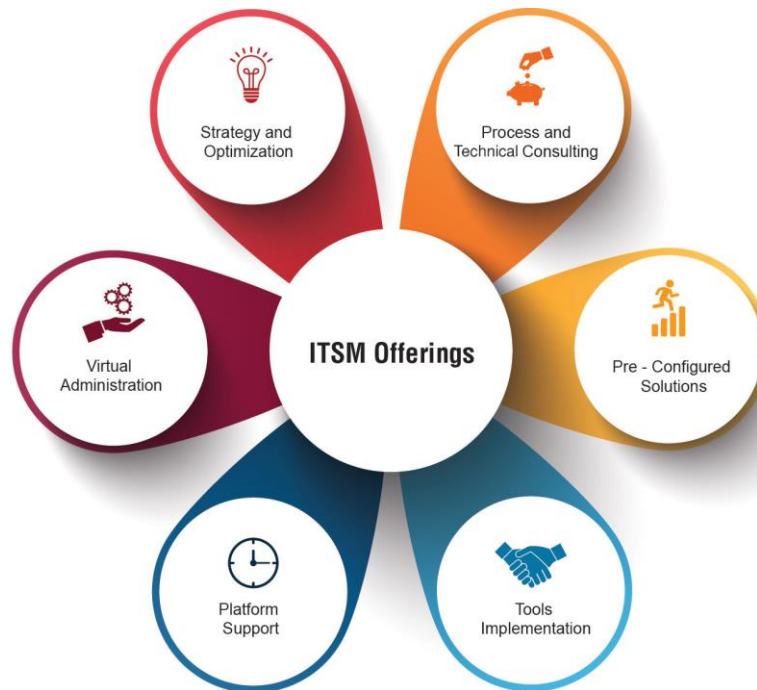 Strategy and
Optimization
Process and
Technical Consulting
Virtual
Administration
ITSM Offerings
Pre - Configured
Solutions
Platform
Support
Tools
Implementation